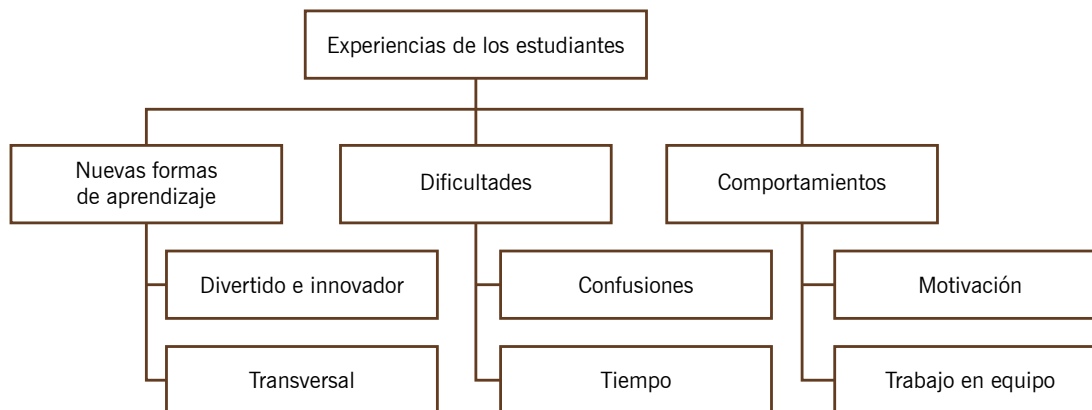 Experiencias de los estudiantes
Nuevas formas
de aprendizaje
Dificultades
Comportamientos
Divertido e innovador
Confusiones
Motivación
Transversal
Tiempo
Trabajo en equipo